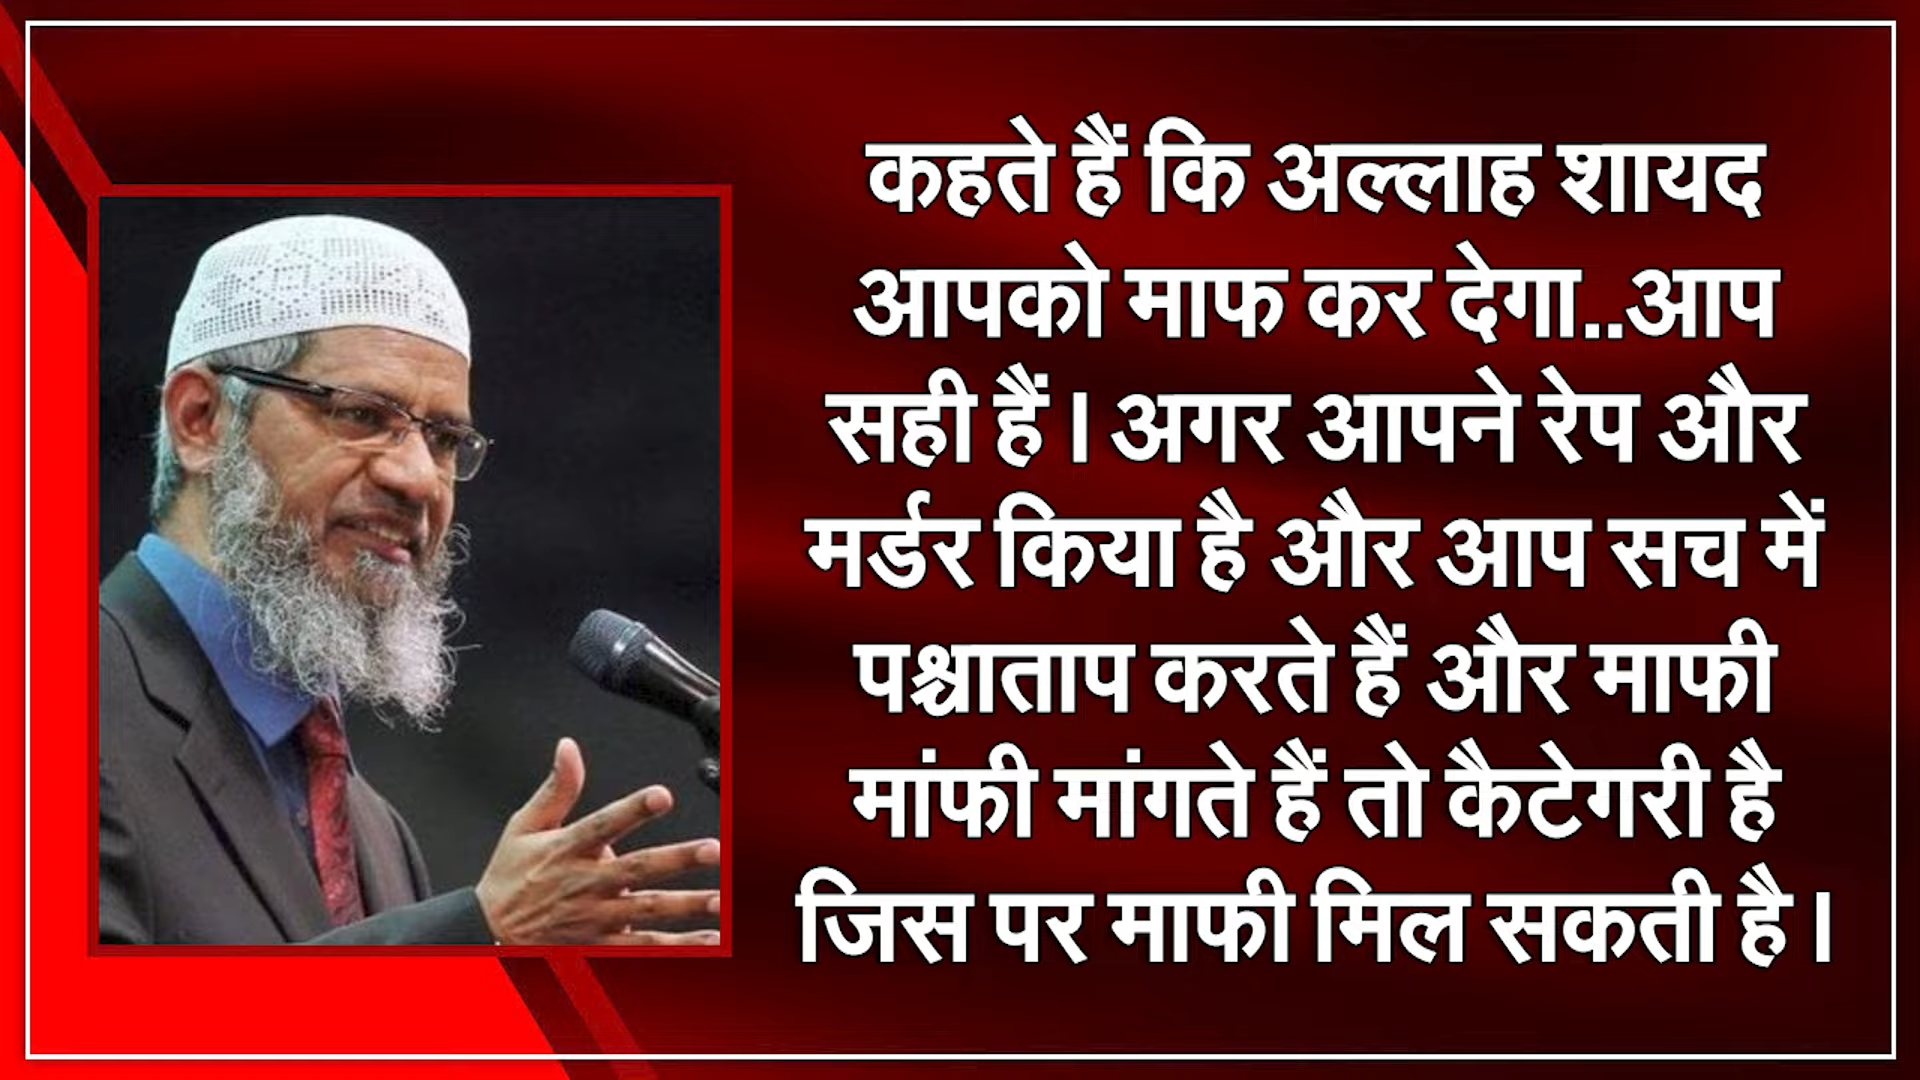 कहते हैं कि अल्लाह शायद
आपको माफ कर देगा..आप
सही हैं । अगर आपने रेप और
मर्डर किया है और आप सच में
पश्चाताप करते हैं और माफी
मांफी मांगते हैं तो कैटेगरी है
जिस पर माफी मिल सकती है ।